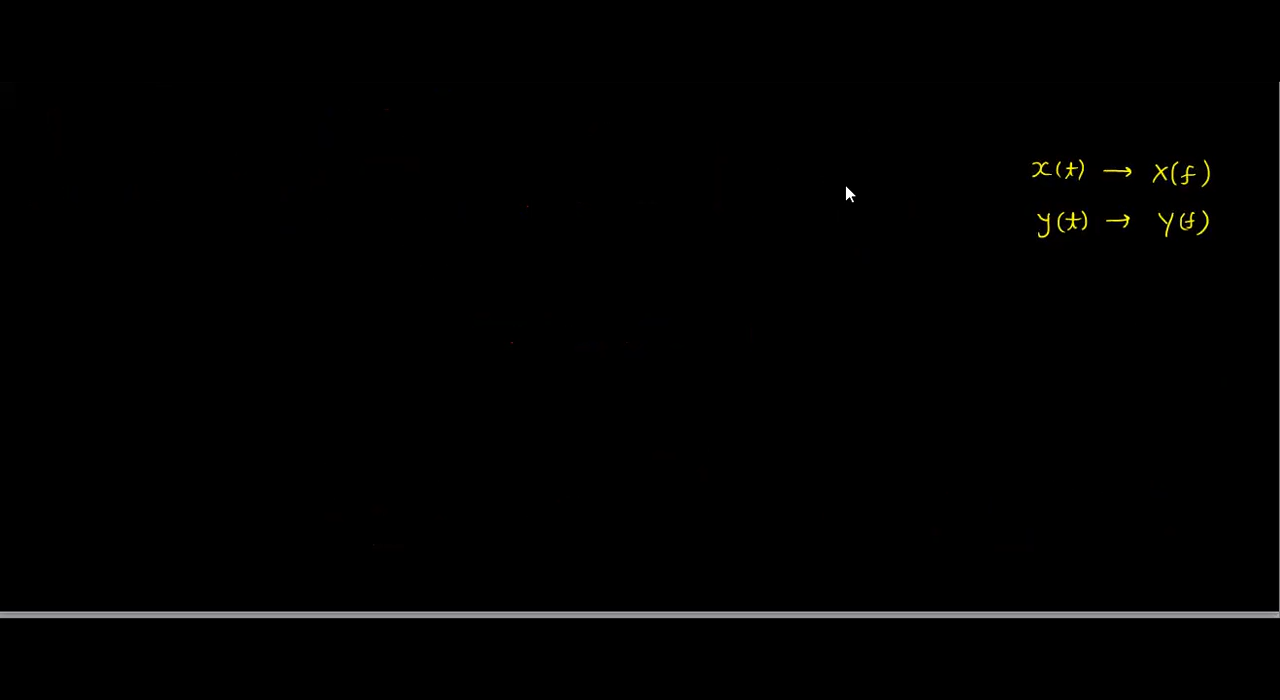 x(t) → X(f)
y(t) → Y(f)